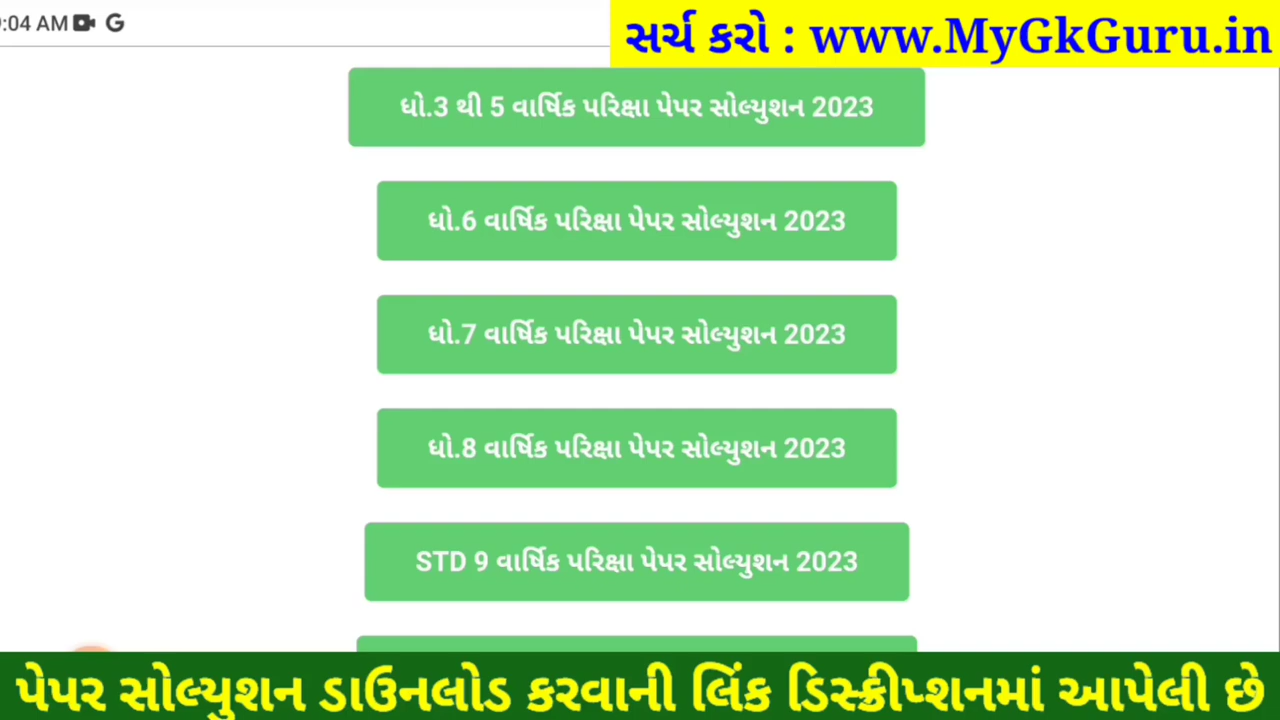 :04 AM G
સર્ચ કરો : www.MyGkGuru.in
ધો.3 થી 5 વાર્ષિક પરિક્ષા પેપર સોલ્યુશન 2023
ધો.6 વાર્ષિક પરિક્ષા પેપર સોલ્યુશન 2023
ધો.7 વાર્ષિક પરિક્ષા પેપર સોલ્યુશન 2023
ધો.8 વાર્ષિક પરિક્ષા પેપર સોલ્યુશન 2023
STD 9 વાર્ષિક પરિક્ષા પેપર સોલ્યુશન 2023
પેપર સોલ્યુશન ડાઉનલોડ કરવાની લિંક ડિસ્ક્રીપ્શનમાં આપેલી છે